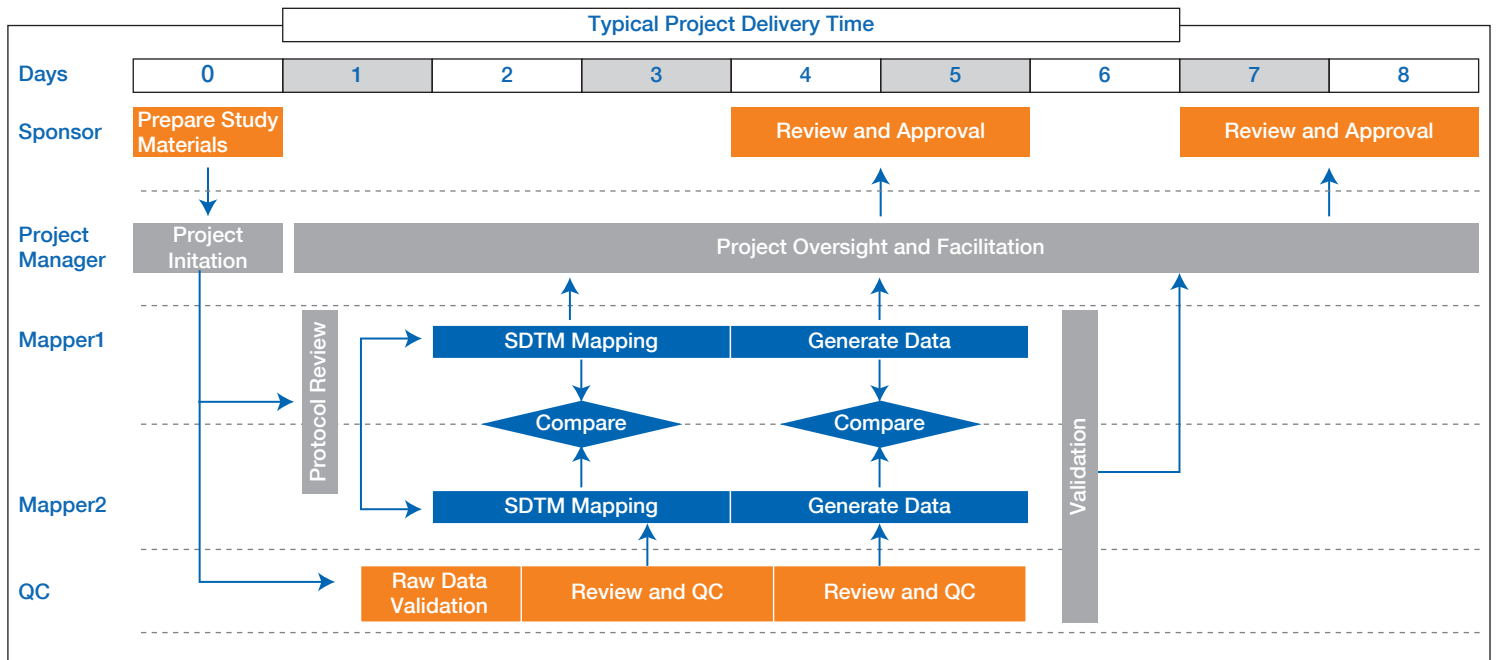 Typical Project Delivery Time
Days
0
1
2
3
4
5
6
7
8
Sponsor
Prepare Study
Materials
Review and Approval
Review and Approval
Project
Manager
Project
Initation
Project Oversight and Facilitation
Mapper1
Protocol Review
SDTM Mapping
Generate Data
Compare
Compare
Validation
Mapper2
SDTM Mapping
Generate Data
QC
Raw Data
Validation
Review and QC
Review and QC